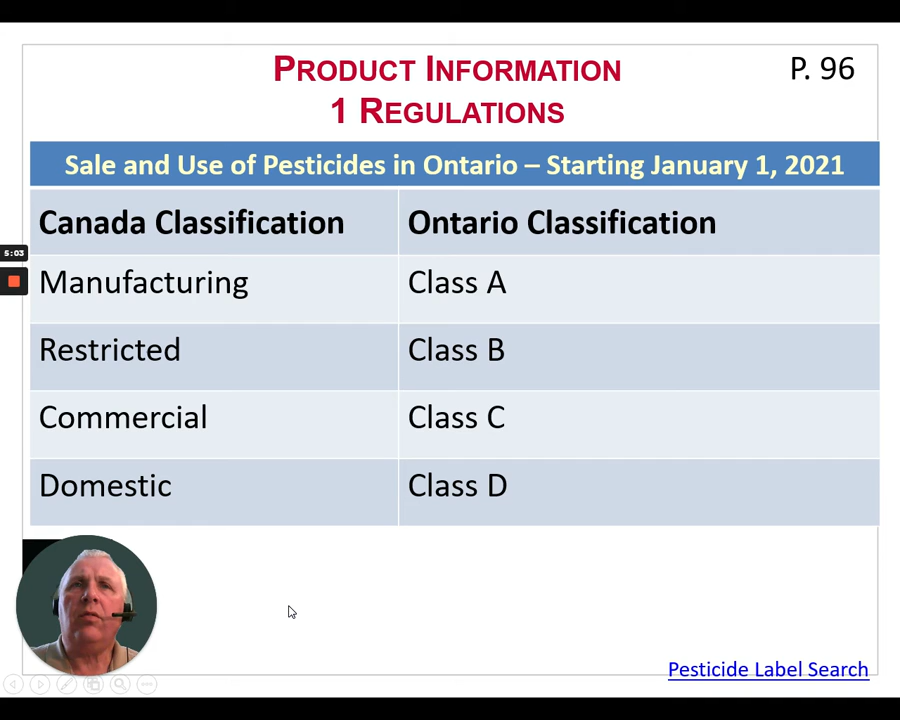 PRODUCT INFORMATION
P. 96
1 REGULATIONS
Sale and Use of Pesticides in Ontario – Starting January 1, 2021
Canada Classification Ontario Classification
5:03
Manufacturing Class A
Restricted Class B
Commercial Class C
Domestic Class D
Pesticide Label Search